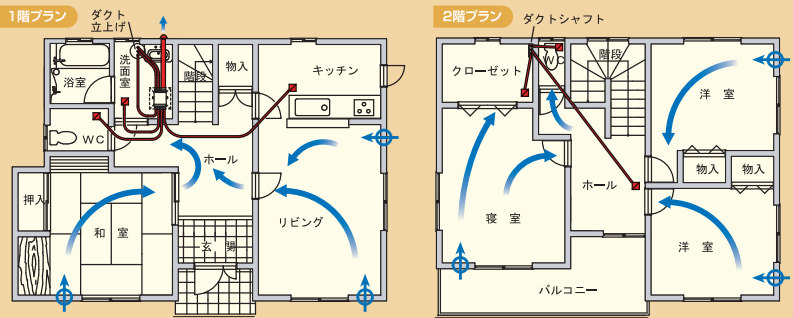 1階プラン
ダクト
立上げ
浴室
洗面室
階段
物入
キッチン
WC
ホール
押入
和室
リビング
玄関
2階プラン
ダクトシャフト
クローゼット
WC
階段
洋室
物入
物入
ホール
寝室
洋室
バルコニー